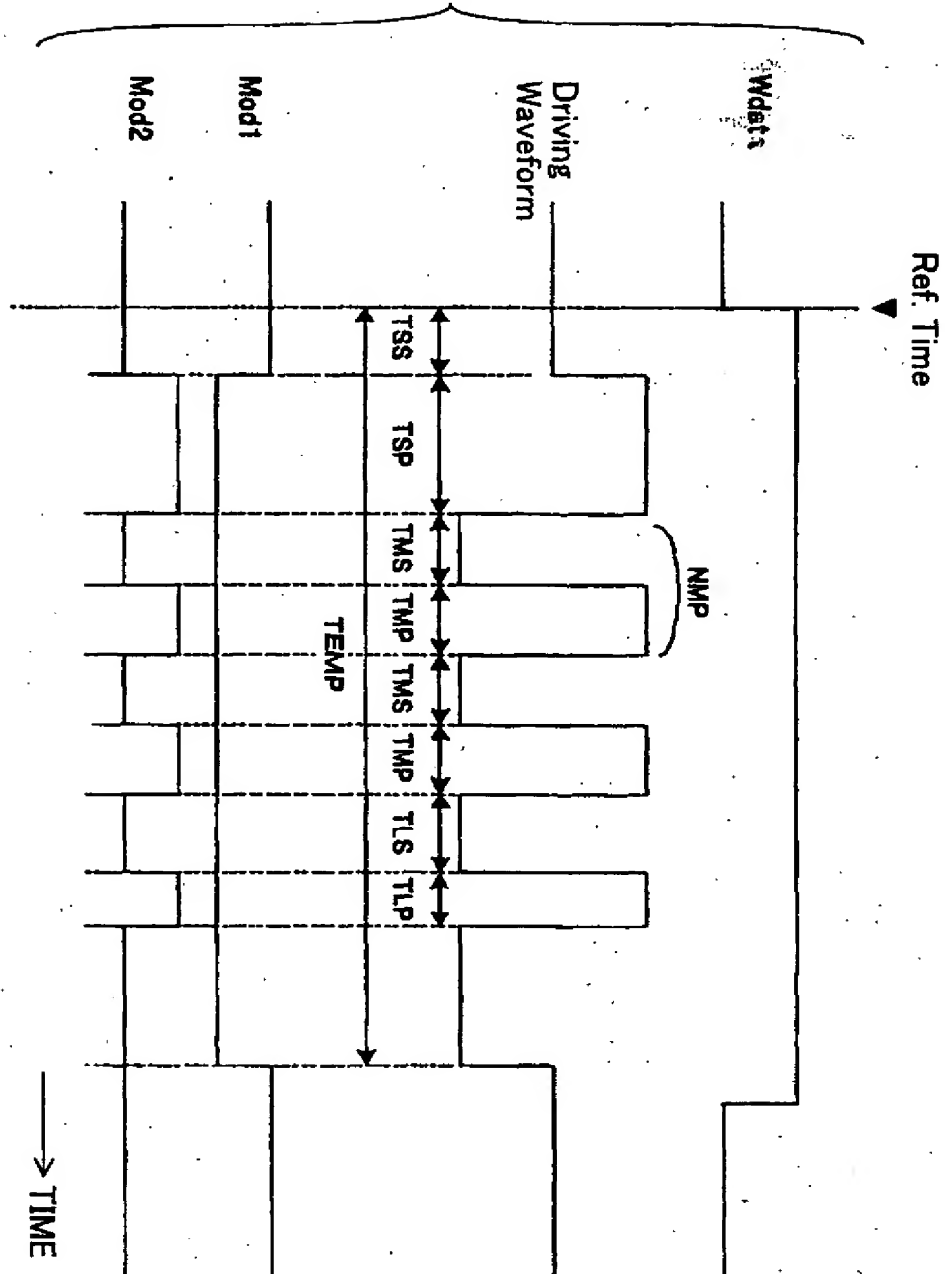 Ref. Time
Wdata
Driving
Waveform
NMP
TSS
TSP
TMS
TMP
TMS
TMP
TLS
TLP
TEMP
Mod1
Mod2
TIME